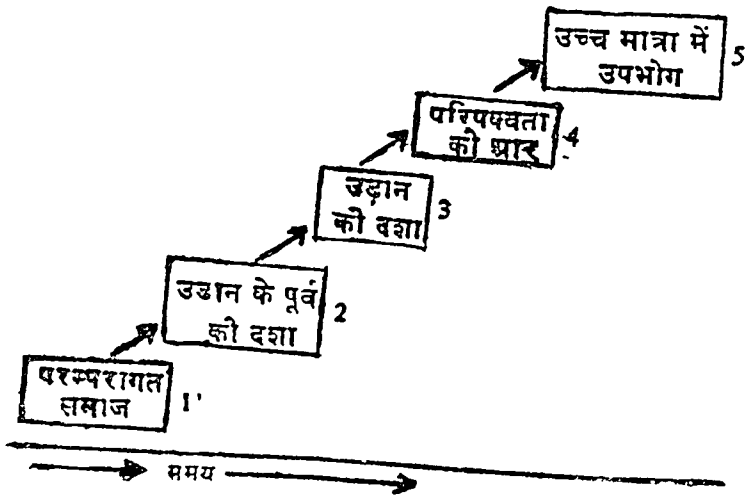 उच्च मात्रा में
उपभोग
5
परिपक्वता
की ओर
4
उड़ान
की दशा
3
उडान के पूर्व
की दशा
2
परम्परागत
समाज
1
समय